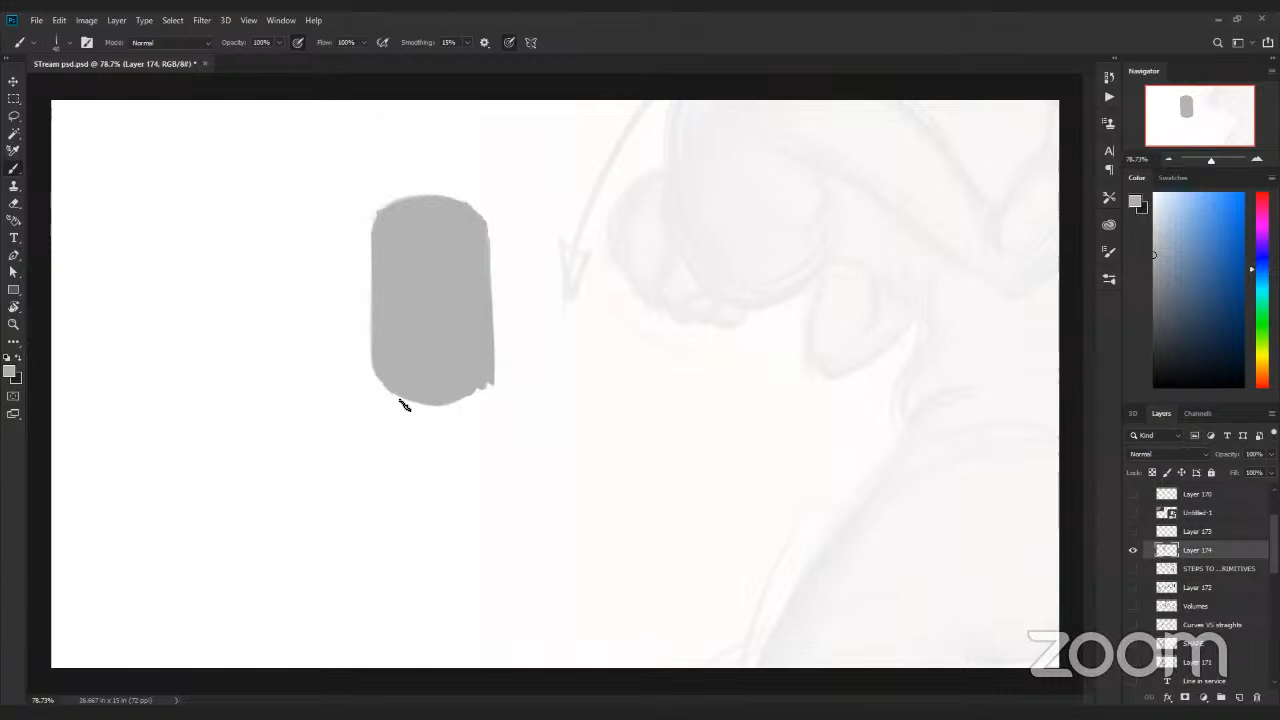 Ps File Edit Image Layer Type Select Filter 3D View Window Help
40 Mode: Normal Opacity: 100% Flow: 100% Smoothing: 15%
STream psd.psd @ 78.7% (Layer 174, RGB/8#) * ×
Navigator
78.73%
Color Swatches
3D Layers Channels
Kind
Normal Opacity: 100%
Lock: Fill: 100%
Layer 170
Untitled-1
Layer 173
Layer 174
STEPS TO ...RIMITIVES
Layer 172
Volumes
Curves VS straights
SHAPE
Layer 171
Line in service
zoom
78.73% 26.667 in x 15 in (72 ppi)